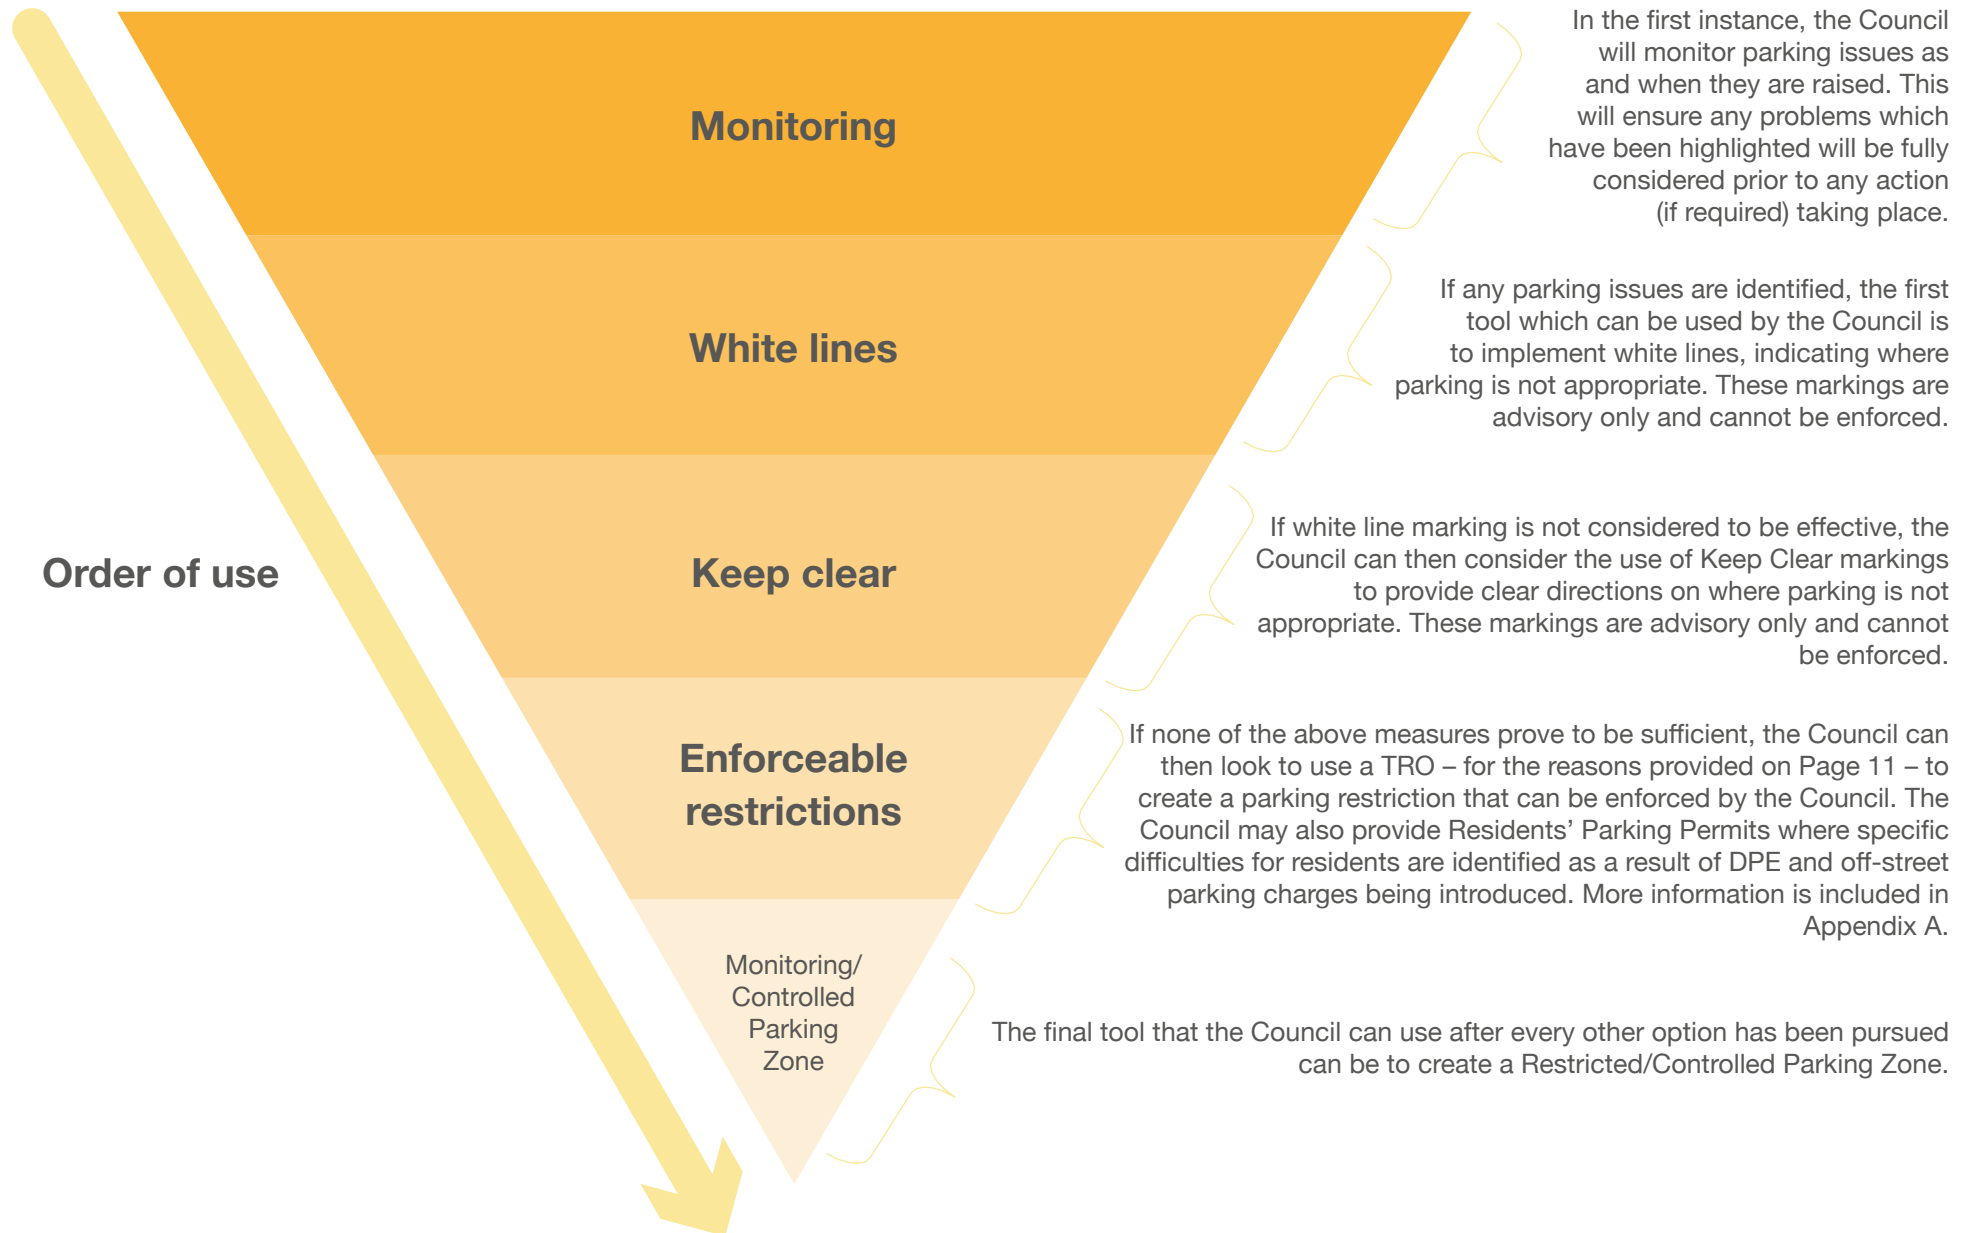 Order of use
Monitoring
In the first instance, the Council
will monitor parking issues as
and when they are raised. This
will ensure any problems which
have been highlighted will be fully
considered prior to any action
(if required) taking place.
White lines
If any parking issues are identified, the first
tool which can be used by the Council is
to implement white lines, indicating where
parking is not appropriate. These markings are
advisory only and cannot be enforced.
Keep clear
If white line marking is not considered to be effective, the
Council can then consider the use of Keep Clear markings
to provide clear directions on where parking is not
appropriate. These markings are advisory only and cannot
be enforced.
Enforceable
restrictions
If none of the above measures prove to be sufficient, the Council can
then look to use a TRO – for the reasons provided on Page 11 – to
create a parking restriction that can be enforced by the Council. The
Council may also provide Residents’ Parking Permits where specific
difficulties for residents are identified as a result of DPE and off-street
parking charges being introduced. More information is included in
Appendix A.
Monitoring/
Controlled
Parking
Zone
The final tool that the Council can use after every other option has been pursued
can be to create a Restricted/Controlled Parking Zone.